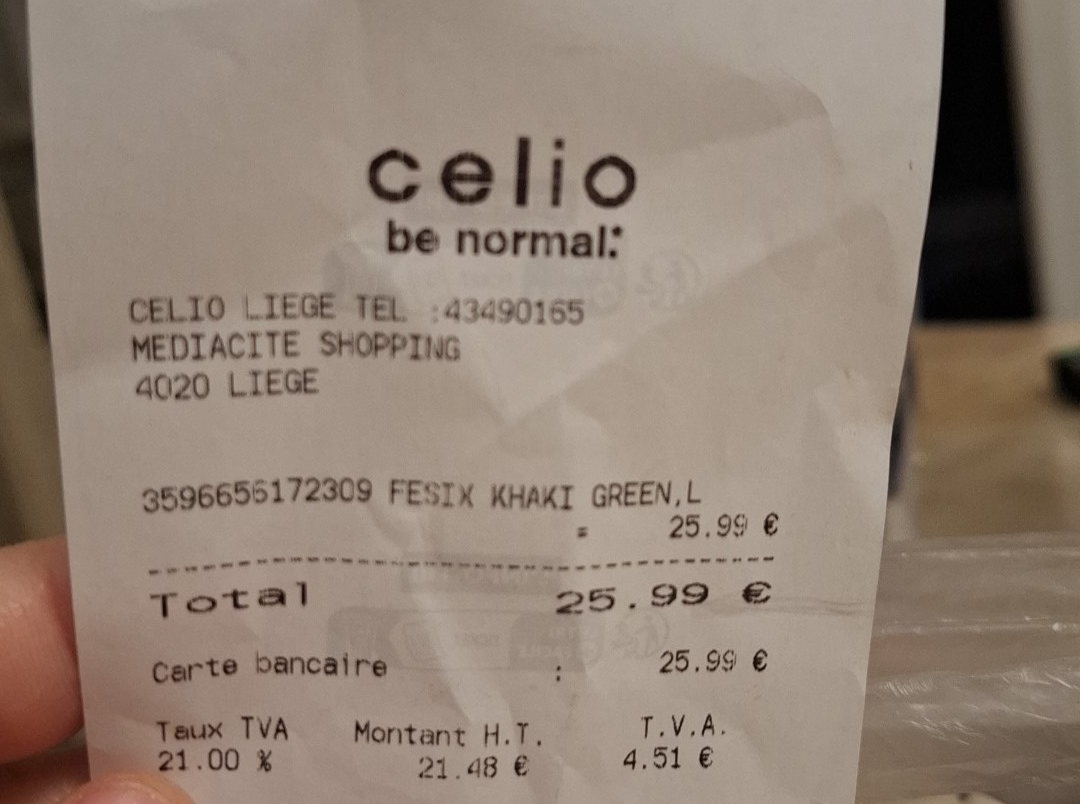 celio
be normal:
CELIO LIEGE TEL :43490165
MEDIACITE SHOPPING
4020 LIEGE
3596656172309 FESIX KHAKI GREEN,L
= 25.99 €
Total 25.99 €
Carte bancaire : 25.99 €
Taux TVA Montant H.T. T.V.A.
21.00 % 21.48 € 4.51 €